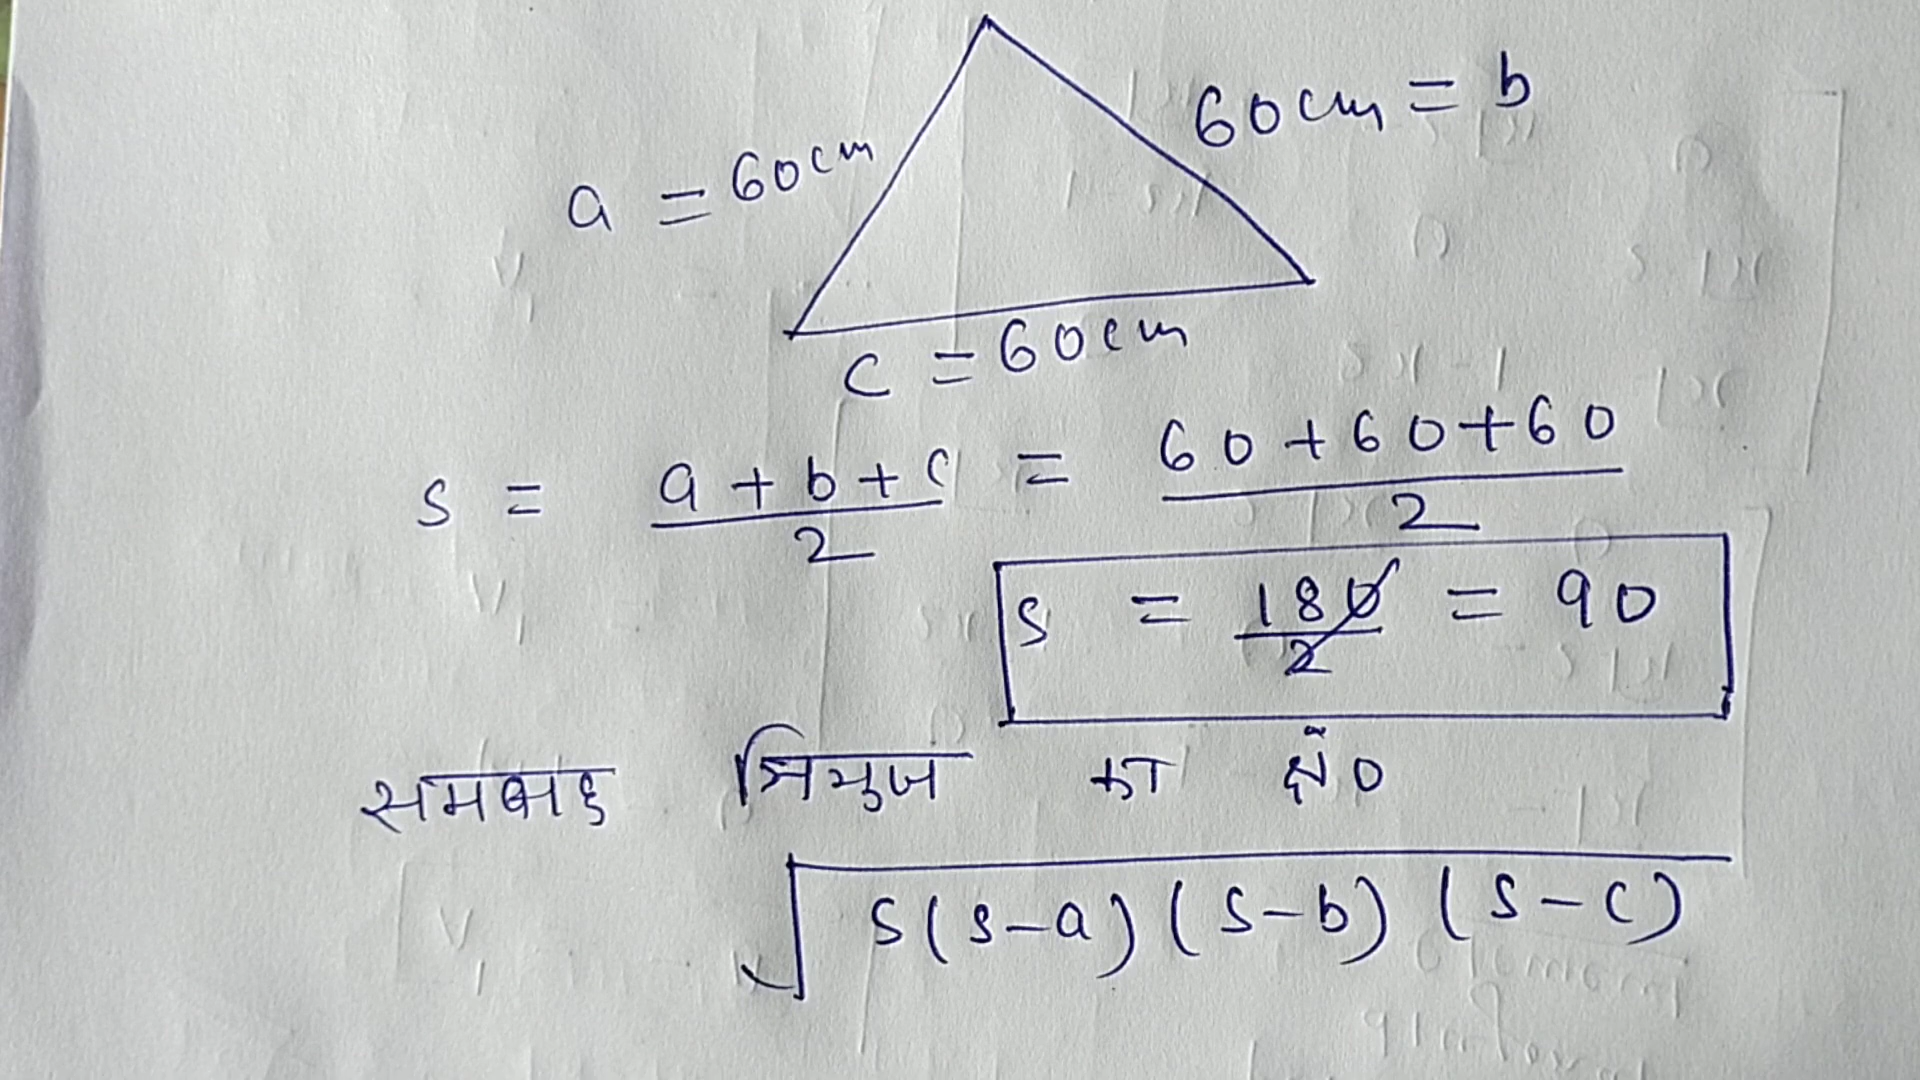 60cm = b
a = 60cm
c = 60cm
s = a+b+c/2 = 60+60+60/2
s = 180/2 = 90
समबाहु त्रिभुज का क्षे०
√s(s-a)(s-b)(s-c)